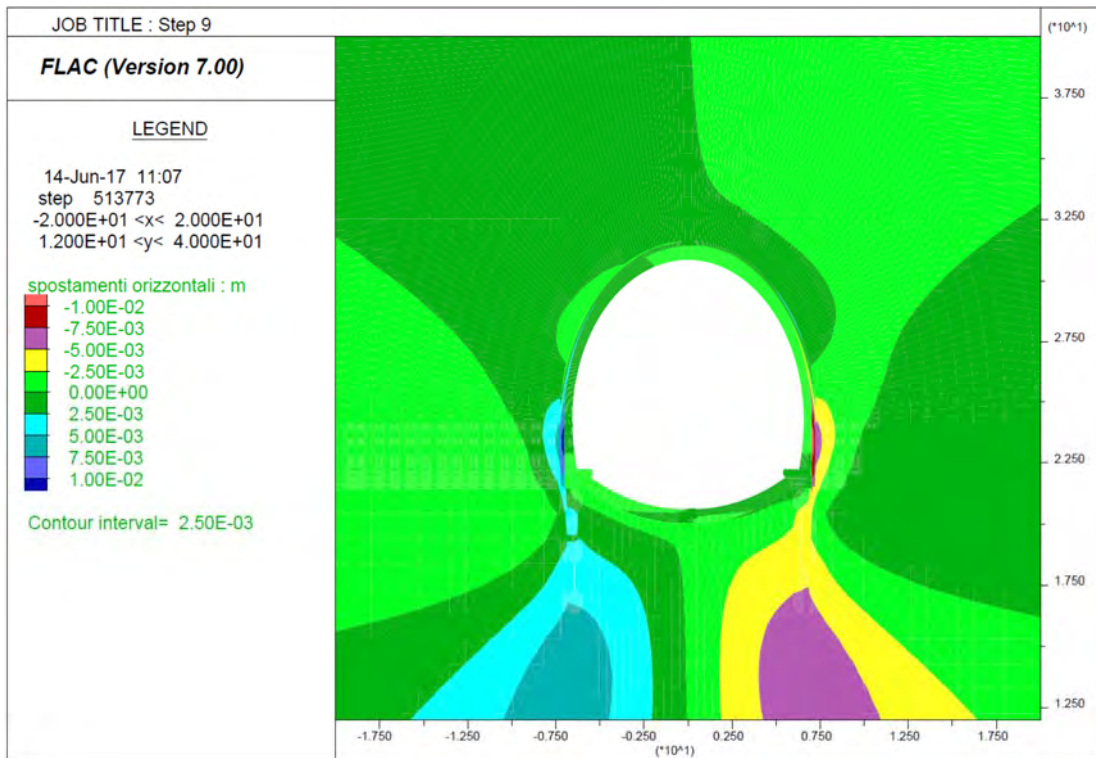 JOB TITLE : Step 9
FLAC (Version 7.00)
LEGEND
14-Jun-17 11:07
step 513773
-2.000E+01 <x< 2.000E+01
1.200E+01 <y< 4.000E+01
spostamenti orizzontali : m
-1.00E-02
-7.50E-03
-5.00E-03
-2.50E-03
0.00E+00
2.50E-03
5.00E-03
7.50E-03
1.00E-02
Contour interval= 2.50E-03
(*10^1)
3.750
3.250
2.750
2.250
1.750
1.250
-1.750 -1.250 -0.750 -0.250 0.250 0.750 1.250 1.750
(*10^1)